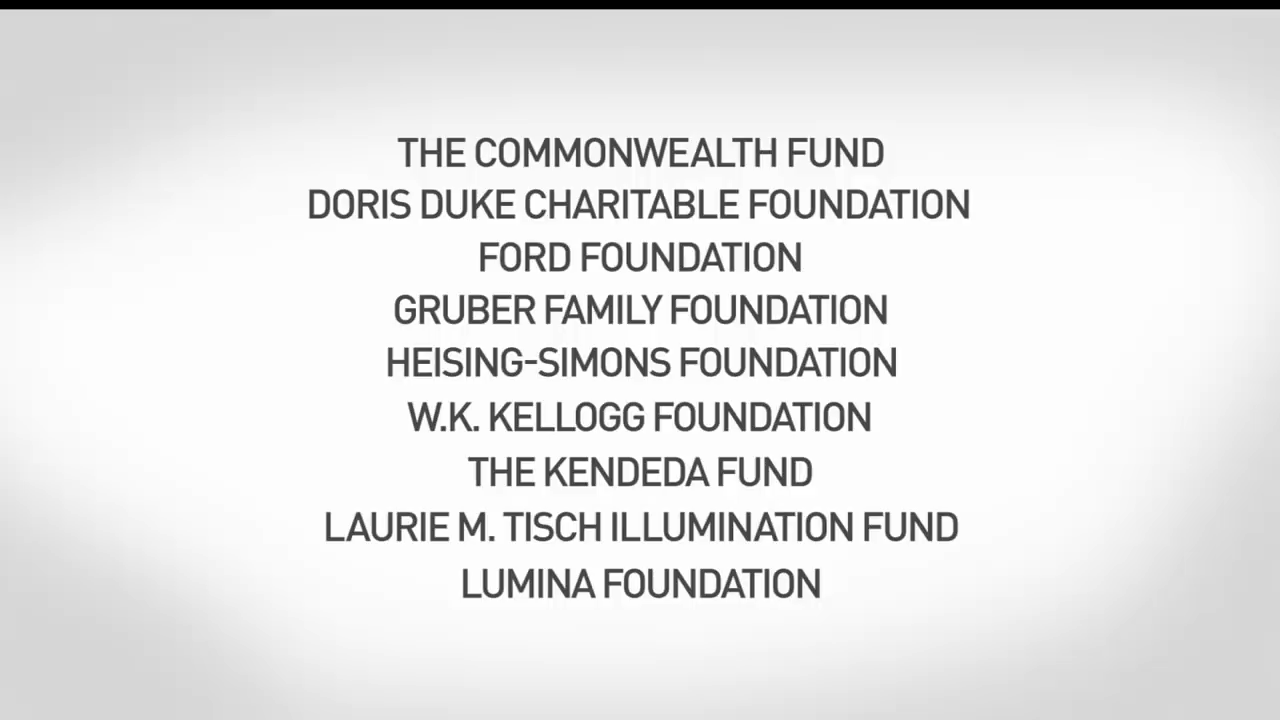 THE COMMONWEALTH FUND
DORIS DUKE CHARITABLE FOUNDATION
FORD FOUNDATION
GRUBER FAMILY FOUNDATION
HEISING-SIMONS FOUNDATION
W.K. KELLOGG FOUNDATION
THE KENDEDA FUND
LAURIE M. TISCH ILLUMINATION FUND
LUMINA FOUNDATION